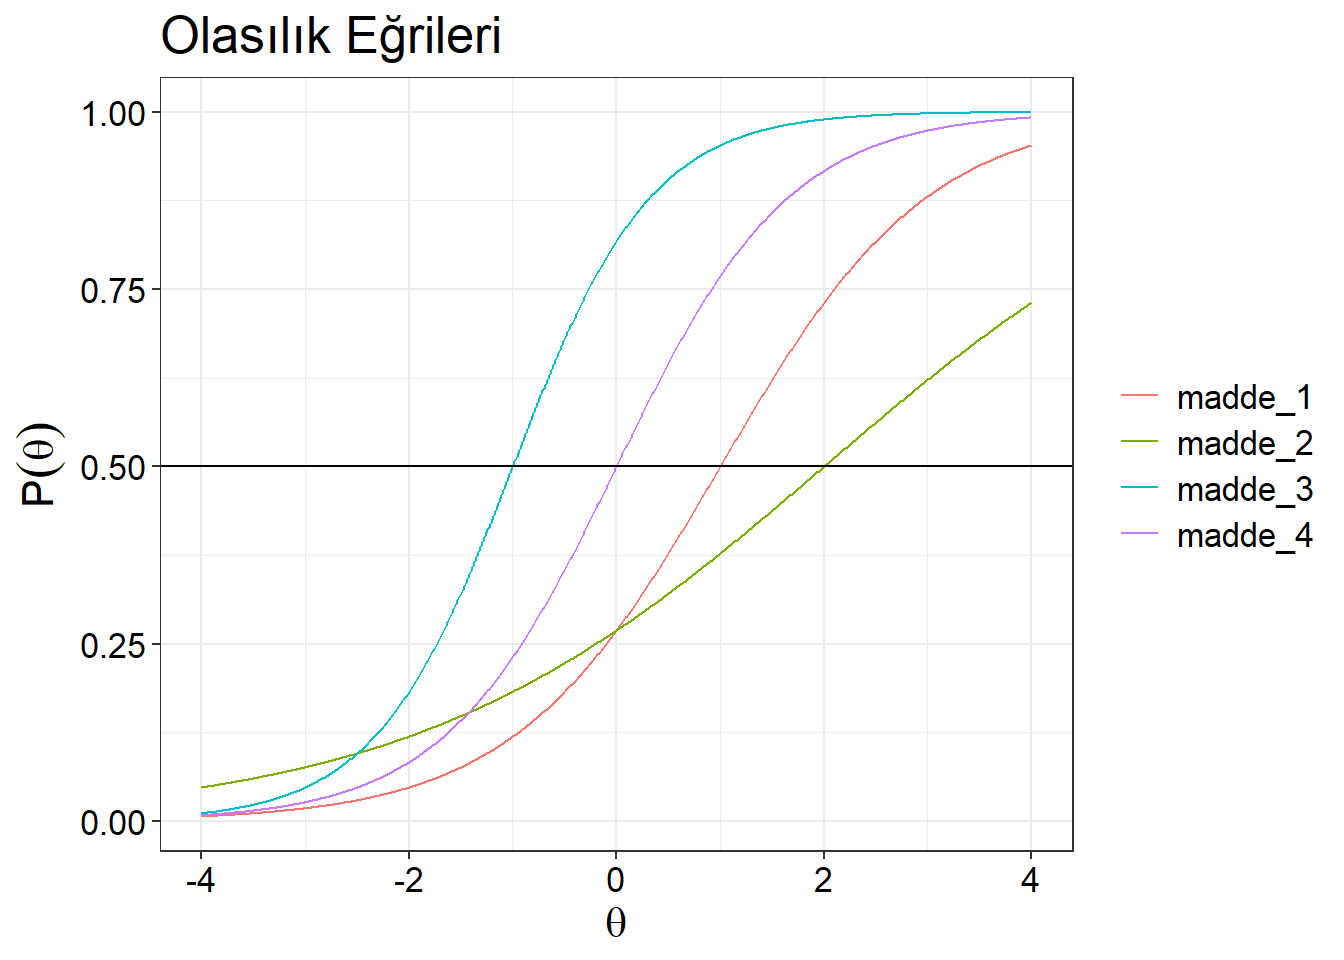 Olasılık Eğrileri
P(θ)
1.00
0.75
0.50
0.25
0.00
-4
-2
0
2
4
θ
madde_1
madde_2
madde_3
madde_4